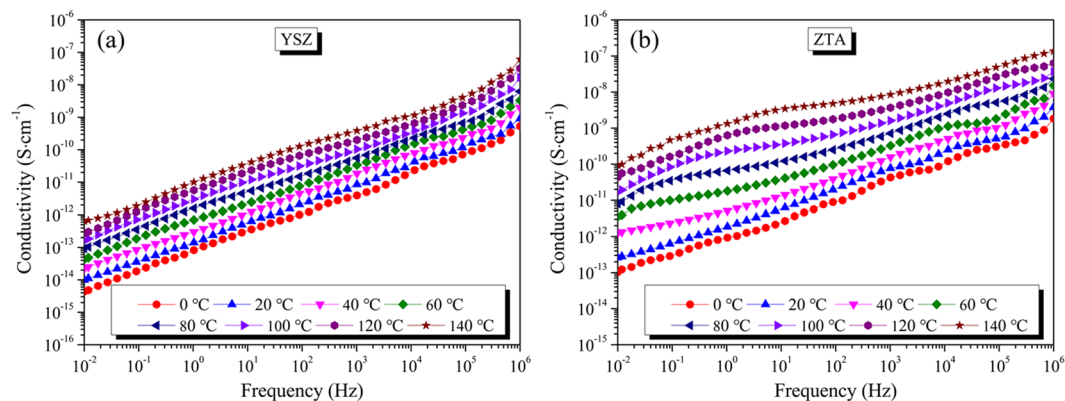 (a)
YSZ
Conductivity (S·cm⁻¹)
10⁻⁶
10⁻⁷
10⁻⁸
10⁻⁹
10⁻¹⁰
10⁻¹¹
10⁻¹²
10⁻¹³
10⁻¹⁴
10⁻¹⁵
10⁻¹⁶
0 ℃ 20 ℃ 40 ℃ 60 ℃
80 ℃ 100 ℃ 120 ℃ 140 ℃
10⁻² 10⁻¹ 10⁰ 10¹ 10² 10³ 10⁴ 10⁵ 10⁶
Frequency (Hz)
(b)
ZTA
Conductivity (S·cm⁻¹)
10⁻⁶
10⁻⁷
10⁻⁸
10⁻⁹
10⁻¹⁰
10⁻¹¹
10⁻¹²
10⁻¹³
10⁻¹⁴
10⁻¹⁵
0 ℃ 20 ℃ 40 ℃ 60 ℃
80 ℃ 100 ℃ 120 ℃ 140 ℃
10⁻² 10⁻¹ 10⁰ 10¹ 10² 10³ 10⁴ 10⁵ 10⁶
Frequency (Hz)